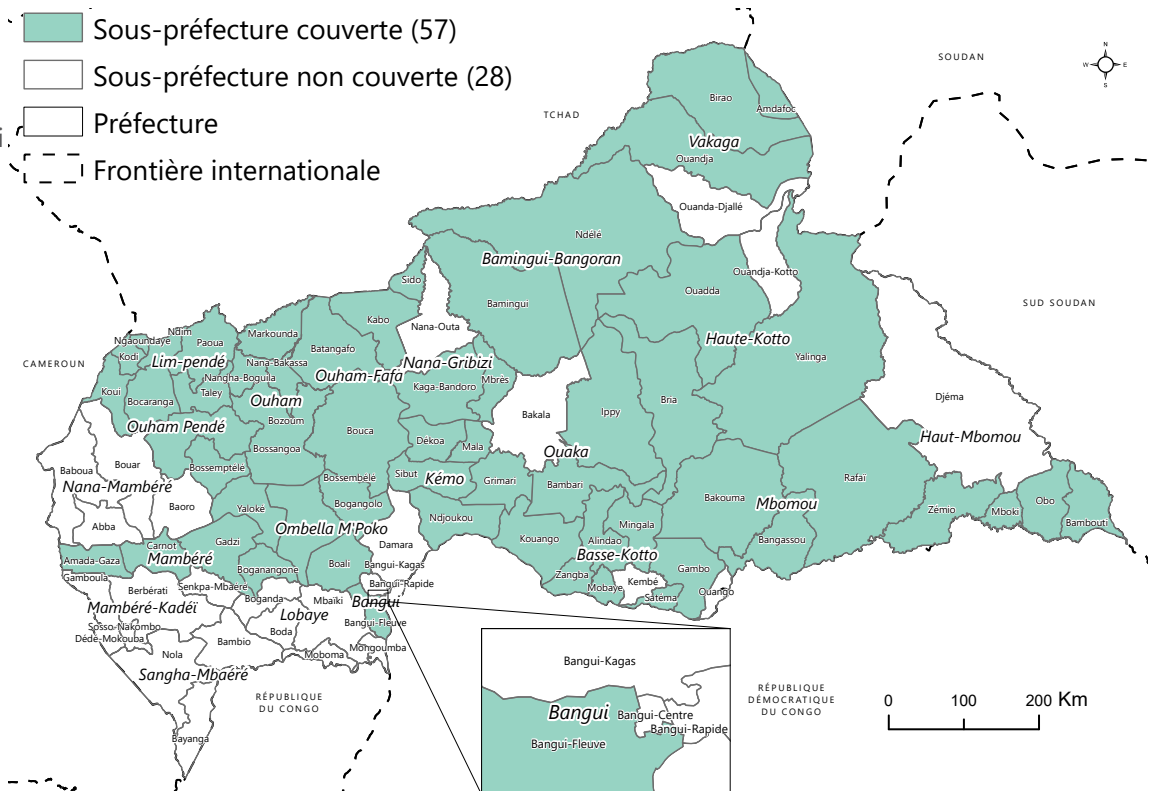 Sous-préfecture couverte (57)
Sous-préfecture non couverte (28)
Préfecture
Frontière internationale
i
SOUDAN
N
W
E
S
TCHAD
Birao
Amdafoc
Vakaga
Ouandja
Ouanda-Djallé
Ndélé
Bamingui-Bangoran
Ouandja-Kotto
Sido
Ouadda
Bamingui
SUD SOUDAN
Kabo
Nana-Outa
Ndim
Markounda
Ngaoundaye
Paoua
Haute-Kotto
Batangafo
Kodi
Yalinga
CAMEROUN
Lim-pendé
Nana-Bakassa
Nana-Gribizi
Ouham-Fafa
Nangha-Boguila
Mbrès
Kaga-Bandoro
Koui
Taley
Djéma
Bocaranga
Ouham
Bria
Ippy
Bakala
Bozoum
Ouham Pendé
Bouca
Haut-Mbomou
Dékoa
Bossangoa
Mala
Ouaka
Bouar
Bossemptélé
Baboua
Sibut
Bossembélé
Kémo
Rafaï
Grimari
Bambari
Nana-Mambéré
Bakouma
Obo
Baoro
Bogangolo
Mbomou
Yaloké
Zémio
Mboki
Ndjoukou
Abba
Ombella M'Poko
Mingala
Bambouti
Kouango
Alindao
Bangassou
Gadzi
Carnot
Damara
Basse-Kotto
Amada-Gaza
Mambéré
Boali
Bangui-Kagas
Boganangone
Gambo
Zangba
Gamboula
Kembé
Bangui-Rapide
Senkpa-Mbaéré
Mobaye
Berbérati
Ouango
Satema
Boganda
Mbaïki
Bangui
Mambéré-Kadéï
Lobaye
Bangui-Fleuve
Sosso-Nakombo
Boda
Dédé-Mokouba
Bambio
Mongoumba
Nola
Moboma
Sangha-Mbaéré
RÉPUBLIQUE
DU CONGO
Bayanga
Bangui-Kagas
Bangui
Bangui-Centre
Bangui-Rapide
Bangui-Fleuve
RÉPUBLIQUE
DÉMOCRATIQUE
DU CONGO
0 100 200 Km